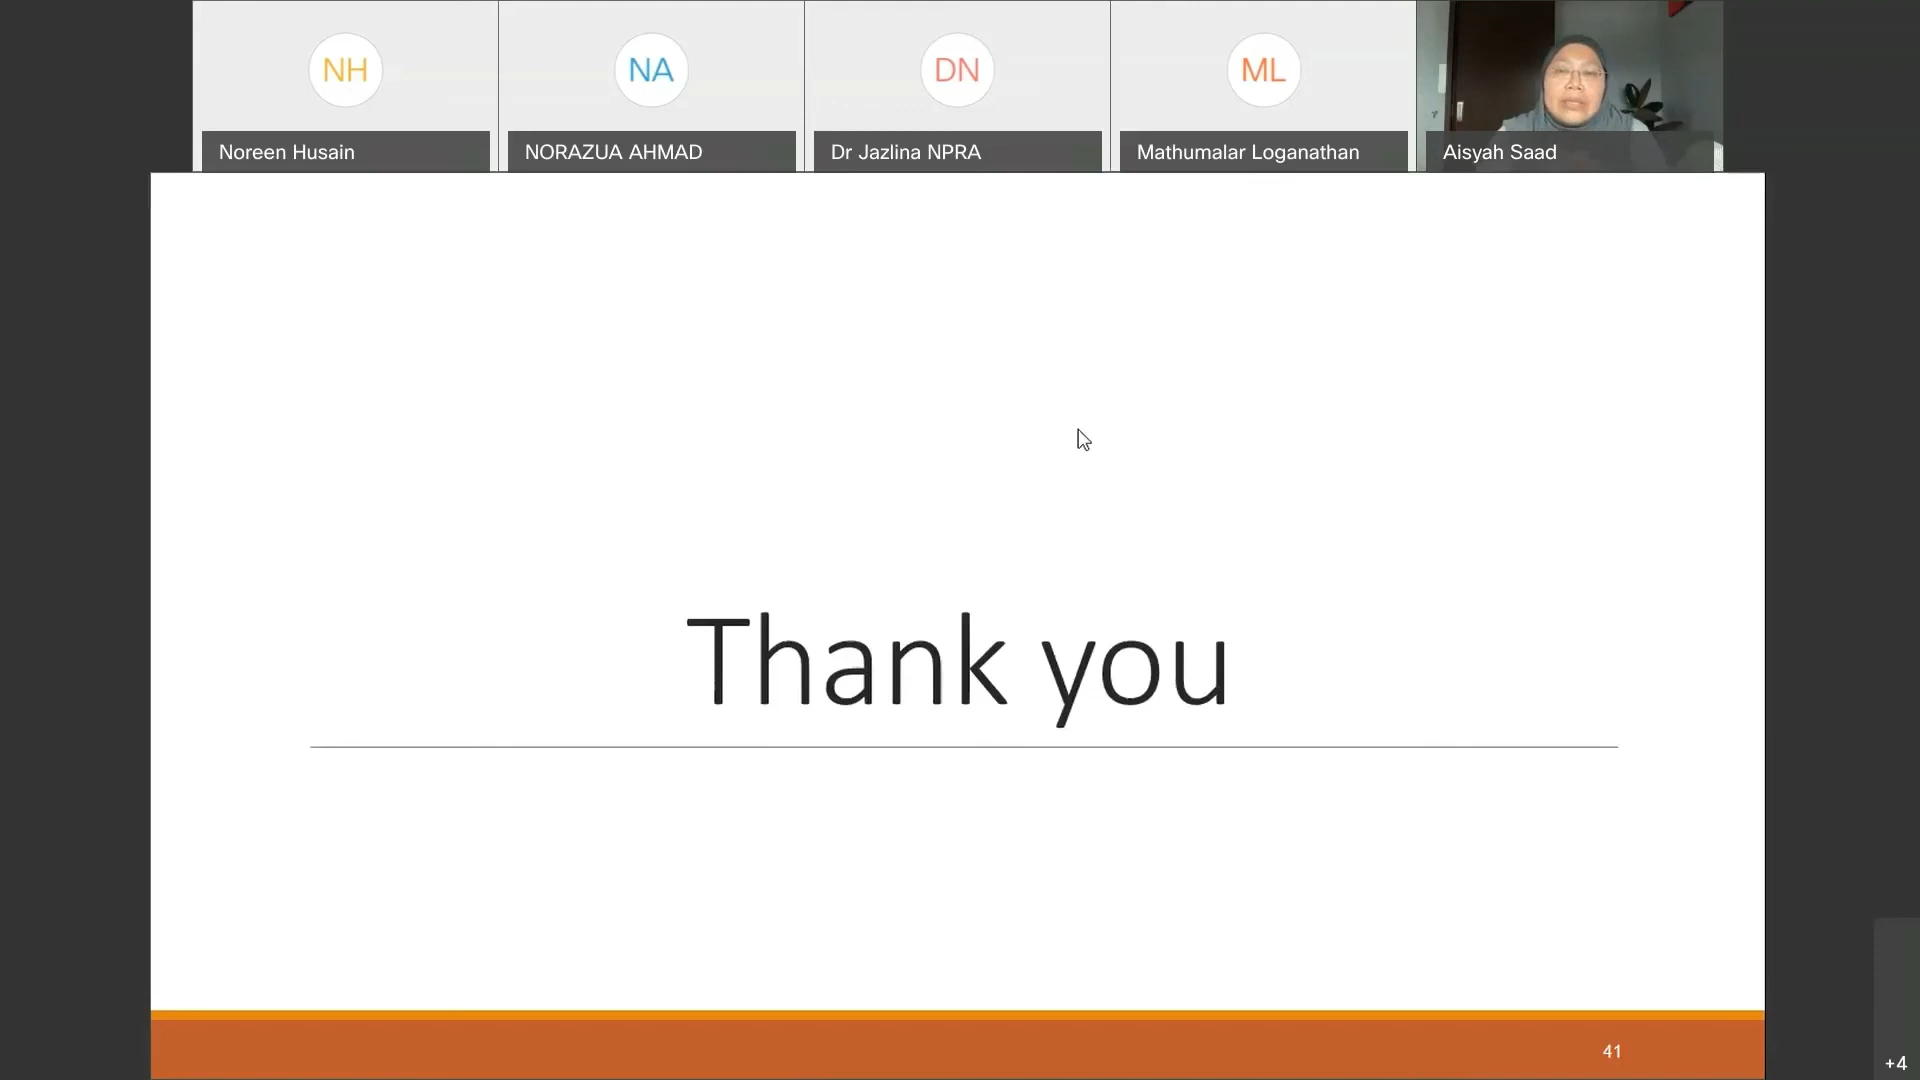 NH
NA
DN
ML
Noreen Husain
NORAZUA AHMAD
Dr Jazlina NPRA
Mathumalar Loganathan
Aisyah Saad
Thank you
41
+4